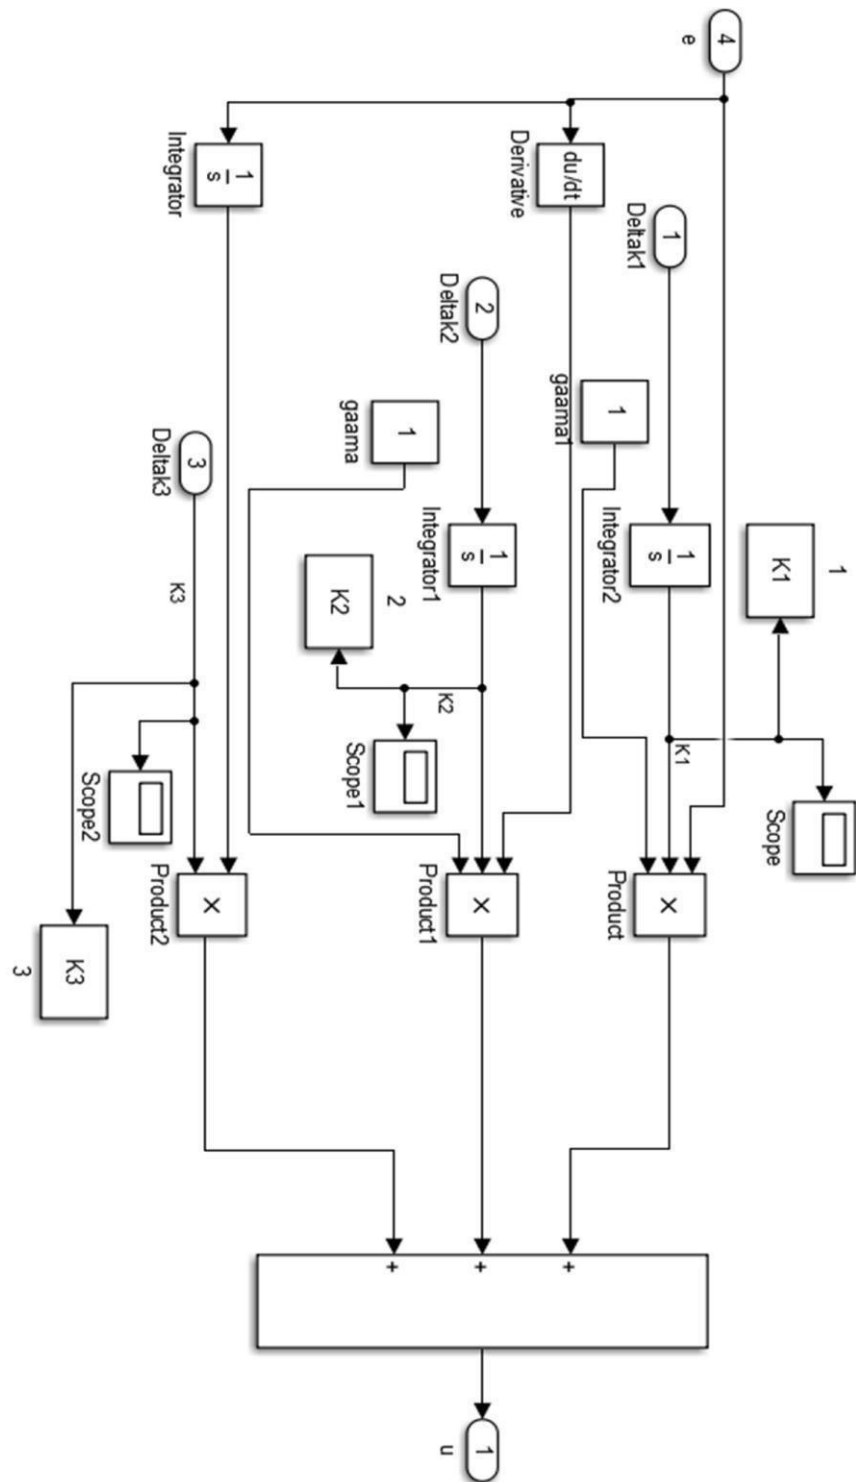 4
e
1
s
Integrator
du/dt
Derivative
1
Deltak1
2
Deltak2
1
gaama1
1
gaama
3
Deltak3
1
s
Integrator2
1
s
Integrator1
K1
1
K2
2
K3
K2
K1
Scope
Scope1
Scope2
×
Product
×
Product1
×
Product2
K3
3
+
+
+
1
u